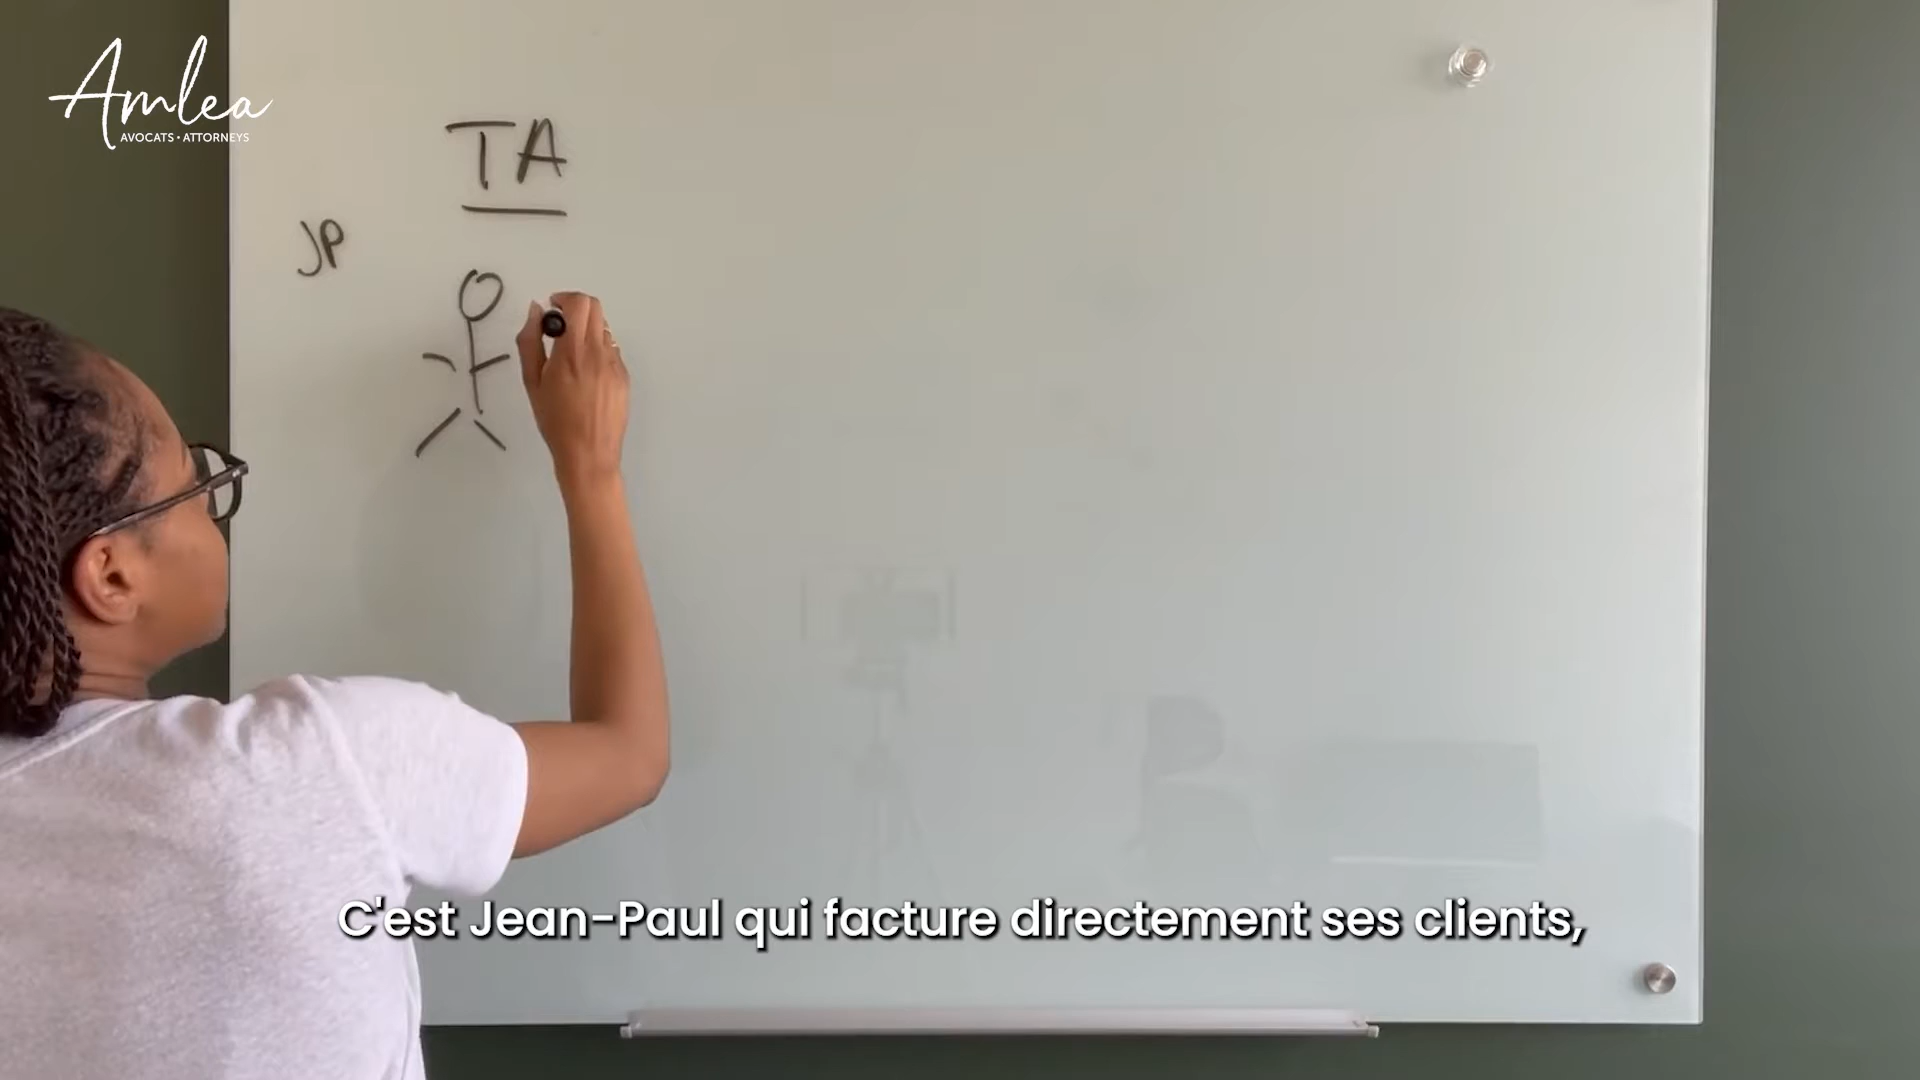 Amlea
AVOCATS • ATTORNEYS
TA
JP
C'est Jean-Paul qui facture directement ses clients,